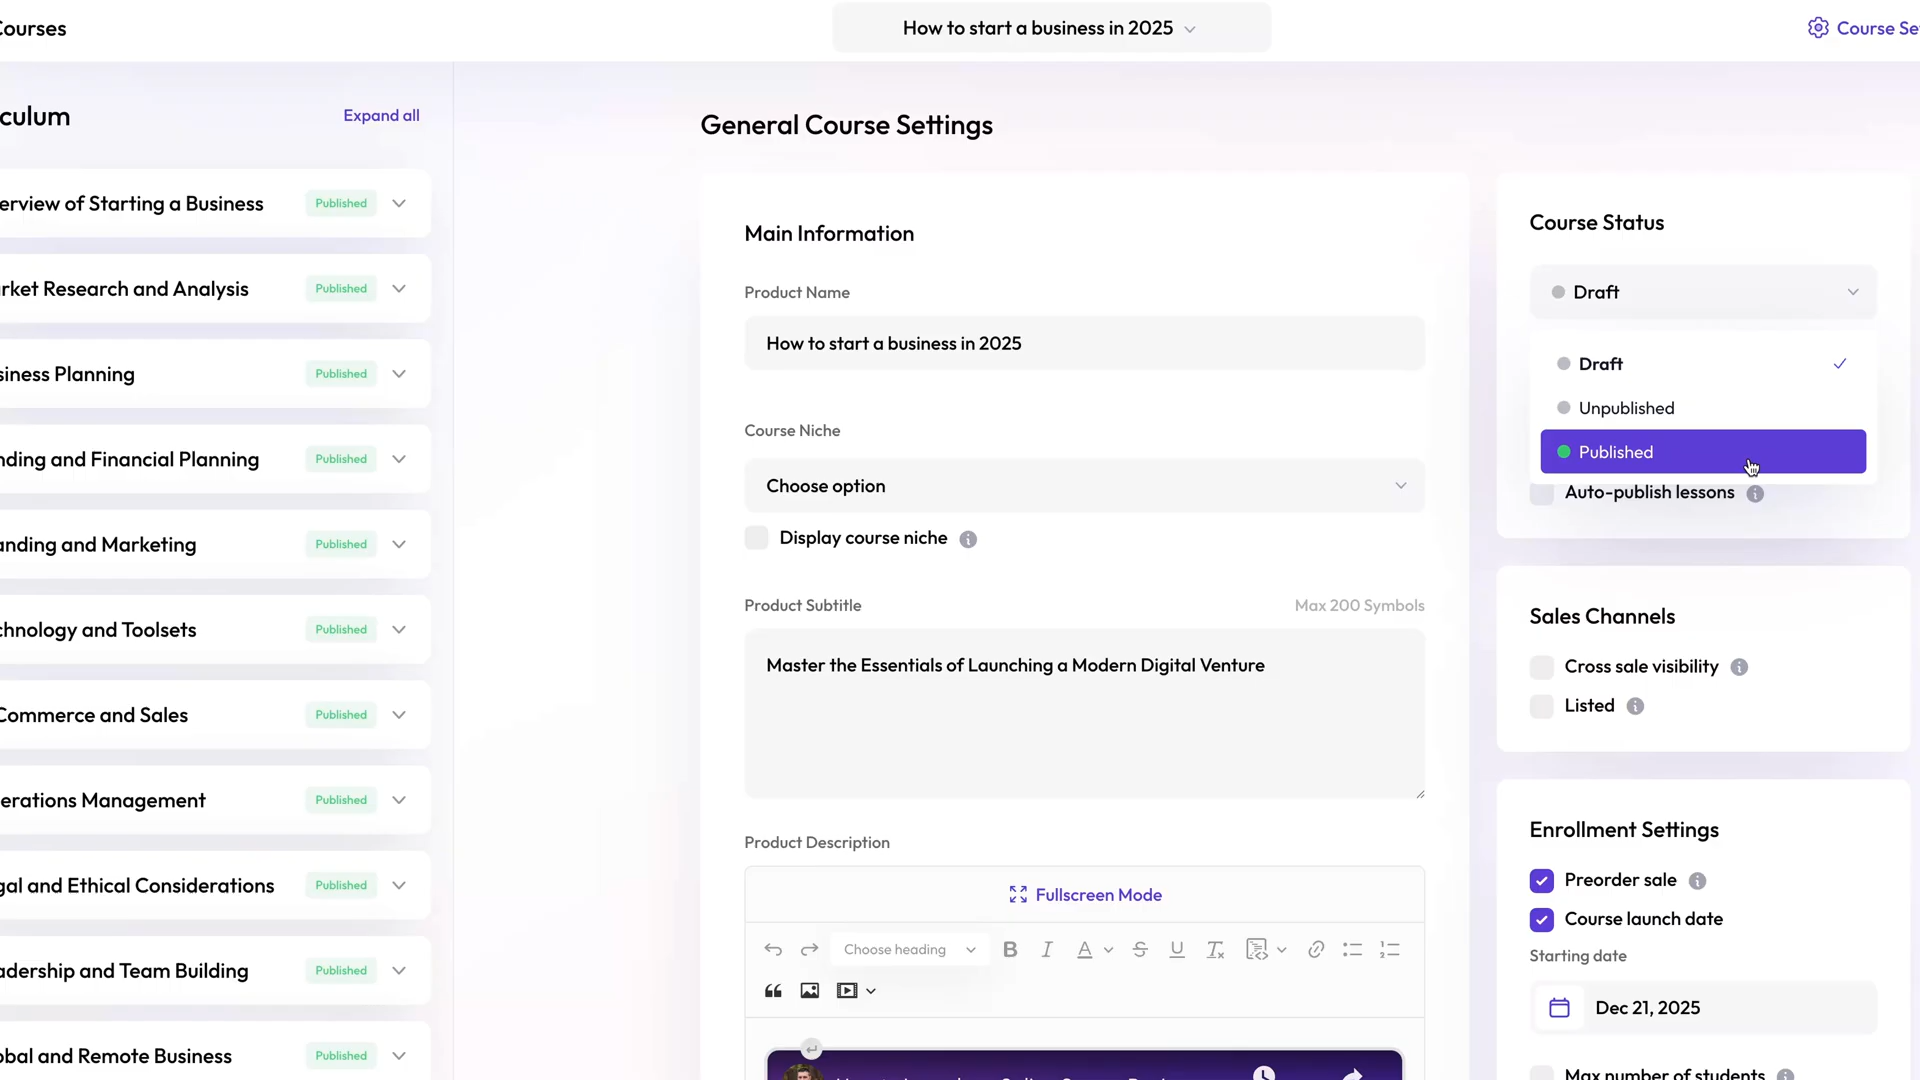 Courses
How to start a business in 2025
Course Se
culum
Expand all
erview of Starting a Business
Published
rket Research and Analysis
Published
siness Planning
Published
nding and Financial Planning
Published
anding and Marketing
Published
chnology and Toolsets
Published
Commerce and Sales
Published
erations Management
Published
gal and Ethical Considerations
Published
adership and Team Building
Published
obal and Remote Business
Published
General Course Settings
Main Information
Product Name
How to start a business in 2025
Course Niche
Choose option
Display course niche
Product Subtitle
Max 200 Symbols
Master the Essentials of Launching a Modern Digital Venture
Product Description
Fullscreen Mode
Choose heading
Course Status
Draft
Draft
Unpublished
Published
Auto-publish lessons
Sales Channels
Cross sale visibility
Listed
Enrollment Settings
Preorder sale
Course launch date
Starting date
Dec 21, 2025
Max number of students